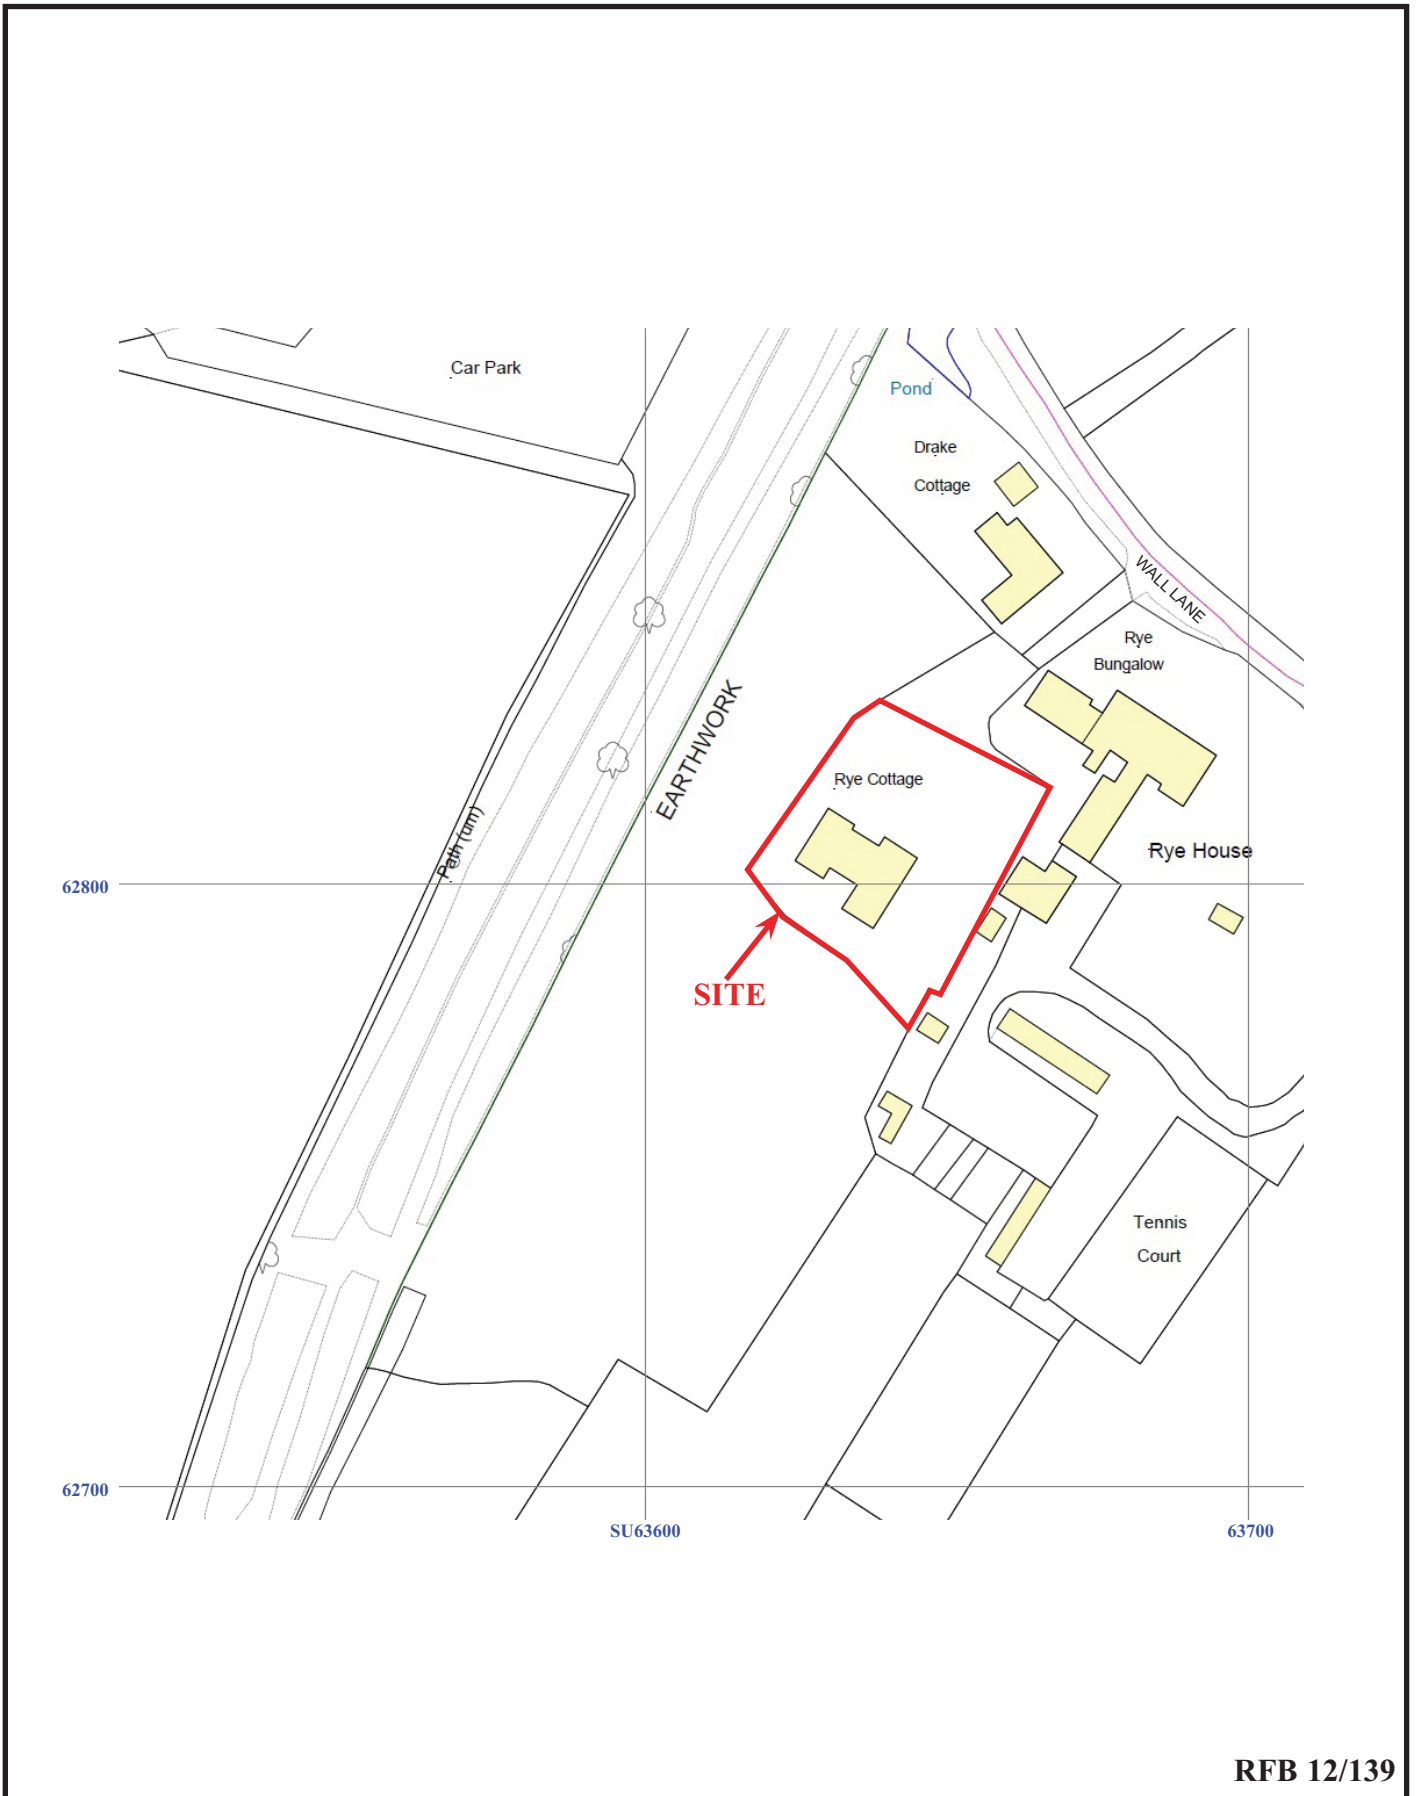 Car Park
Pond
Drake
Cottage
WALL LANE
Rye
Bungalow
EARTHWORK
Rye Cottage
Path (um)
Rye House
62800
SITE
Tennis
Court
62700
SU63600
63700
RFB 12/139